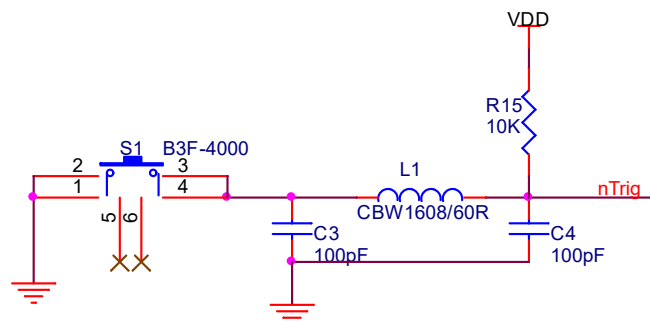 VDD
R15
10K
S1 B3F-4000
2 3
1 4
5 6
L1
CBW1608/60R
nTrig
C3
100pF
C4
100pF